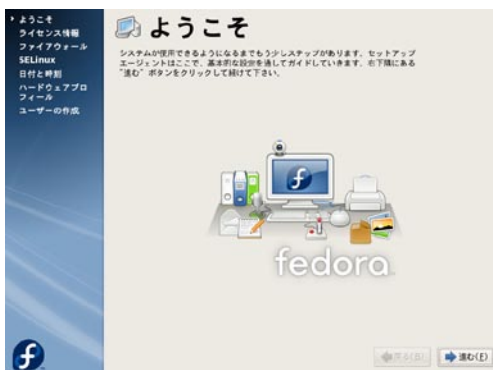 ようこそ
ライセンス情報
ファイアウォール
SELinux
日付と時刻
ハードウェアプロ
フィール
ユーザーの作成
ようこそ
システムが使用できるようになるまでもう少しステップがあります。セットアップ
エージェントはここで、基本的な設定を通してガイドしていきます。右下隅にある
"進む" ボタンをクリックして続けて下さい。
fedora
戻る(B)
進む(F)